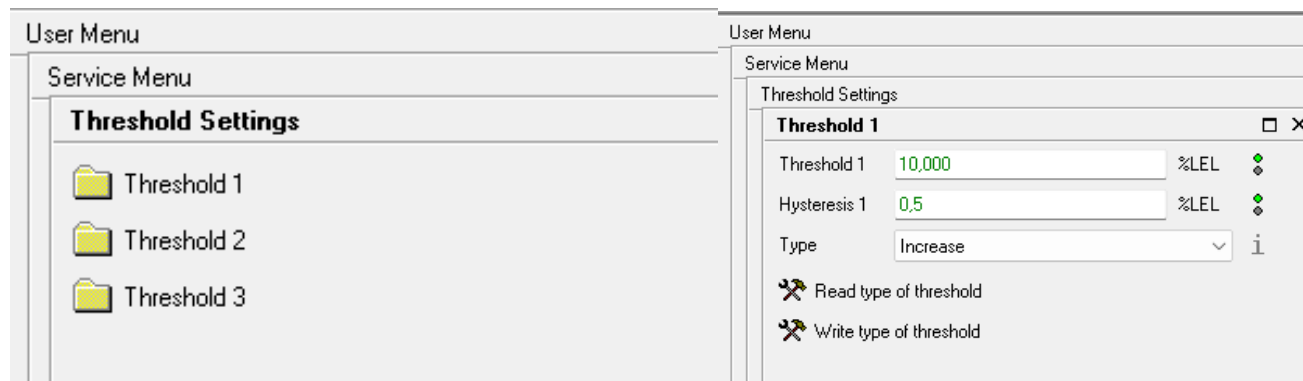 User Menu
Service Menu
Threshold Settings
Threshold 1
Threshold 2
Threshold 3
User Menu
Service Menu
Threshold Settings
Threshold 1
Threshold 1 10,000 %LEL
Hysteresis 1 0,5 %LEL
Type Increase i
Read type of threshold
Write type of threshold